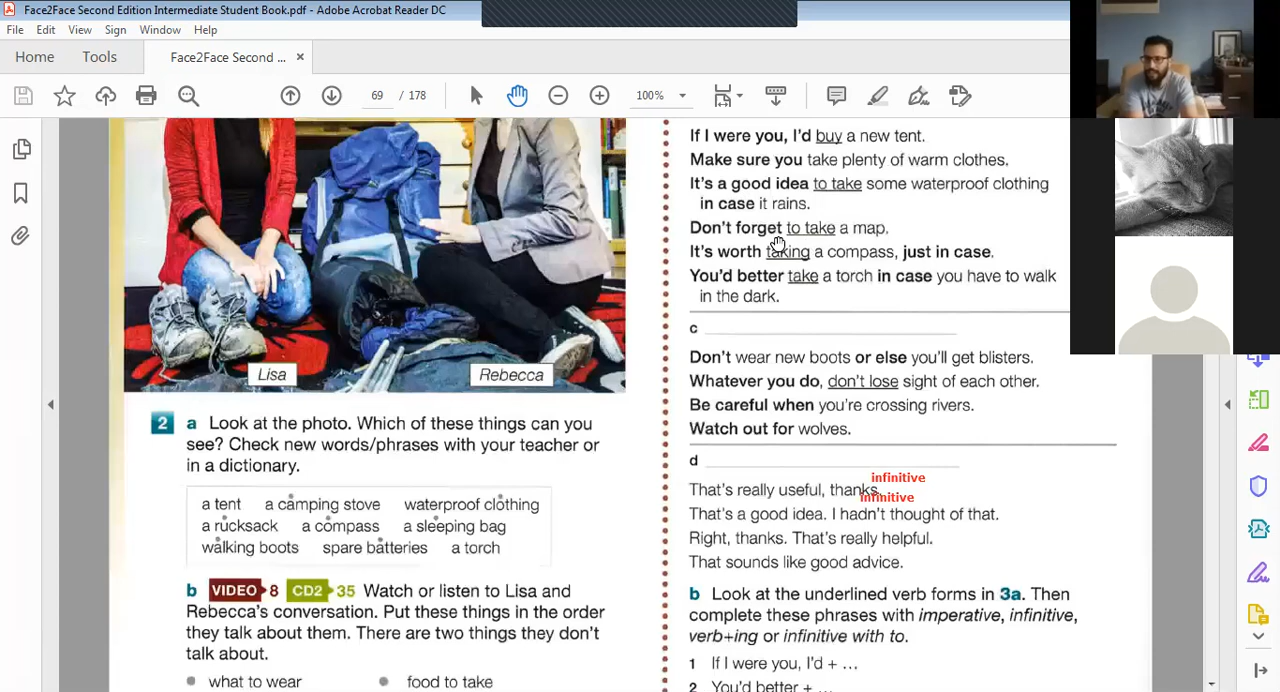 Face2Face Second Edition Intermediate Student Book.pdf - Adobe Acrobat Reader DC
File Edit View Sign Window Help
Home Tools Face2Face Second ... ×
69 / 178 100%
Lisa
Rebecca
2 a Look at the photo. Which of these things can you
see? Check new words/phrases with your teacher or
in a dictionary.
a tent a camping stove waterproof clothing
a rucksack a compass a sleeping bag
walking boots spare batteries a torch
b VIDEO 8 CD2 35 Watch or listen to Lisa and
Rebecca's conversation. Put these things in the order
they talk about them. There are two things they don't
talk about.
what to wear food to take
If I were you, I'd buy a new tent.
Make sure you take plenty of warm clothes.
It's a good idea to take some waterproof clothing
in case it rains.
Don't forget to take a map.
It's worth taking a compass, just in case.
You'd better take a torch in case you have to walk
in the dark.
c
Don't wear new boots or else you'll get blisters.
Whatever you do, don't lose sight of each other.
Be careful when you're crossing rivers.
Watch out for wolves.
d
infinitive
That's really useful, thanks.
infinitive
That's a good idea. I hadn't thought of that.
Right, thanks. That's really helpful.
That sounds like good advice.
b Look at the underlined verb forms in 3a. Then
complete these phrases with imperative, infinitive,
verb+ing or infinitive with to.
1 If I were you, I'd + ...
2 You'd better + ...